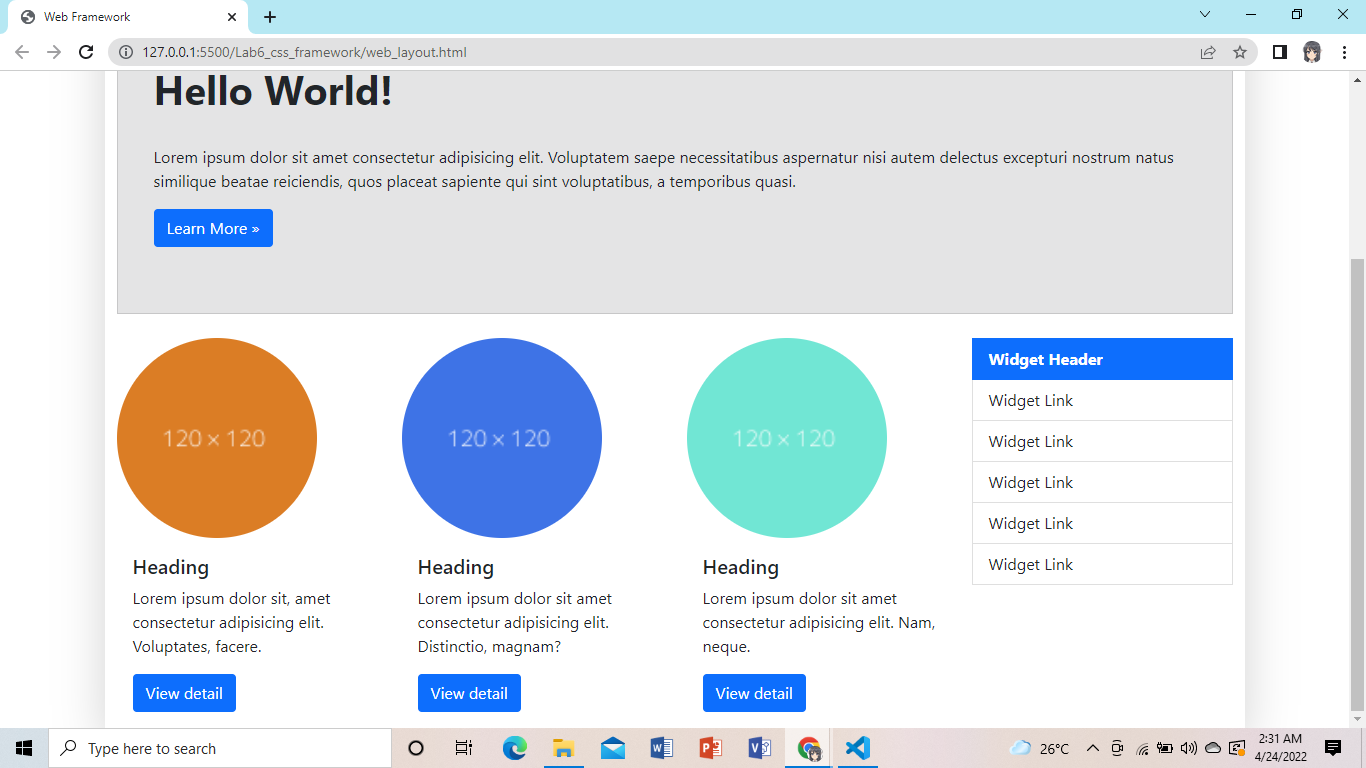 Web Framework
127.0.0.1:5500/Lab6_css_framework/web_layout.html
Hello World!
Lorem ipsum dolor sit amet consectetur adipisicing elit. Voluptatem saepe necessitatibus aspernatur nisi autem delectus excepturi nostrum natus
similique beatae reiciendis, quos placeat sapiente qui sint voluptatibus, a temporibus quasi.
Learn More »
120 × 120
120 × 120
120 × 120
Heading
Lorem ipsum dolor sit, amet
consectetur adipisicing elit.
Voluptates, facere.
View detail
Heading
Lorem ipsum dolor sit amet
consectetur adipisicing elit.
Distinctio, magnam?
View detail
Heading
Lorem ipsum dolor sit amet
consectetur adipisicing elit. Nam,
neque.
View detail
Widget Header
Widget Link
Widget Link
Widget Link
Widget Link
Widget Link
Type here to search
26°C
2:31 AM
4/24/2022